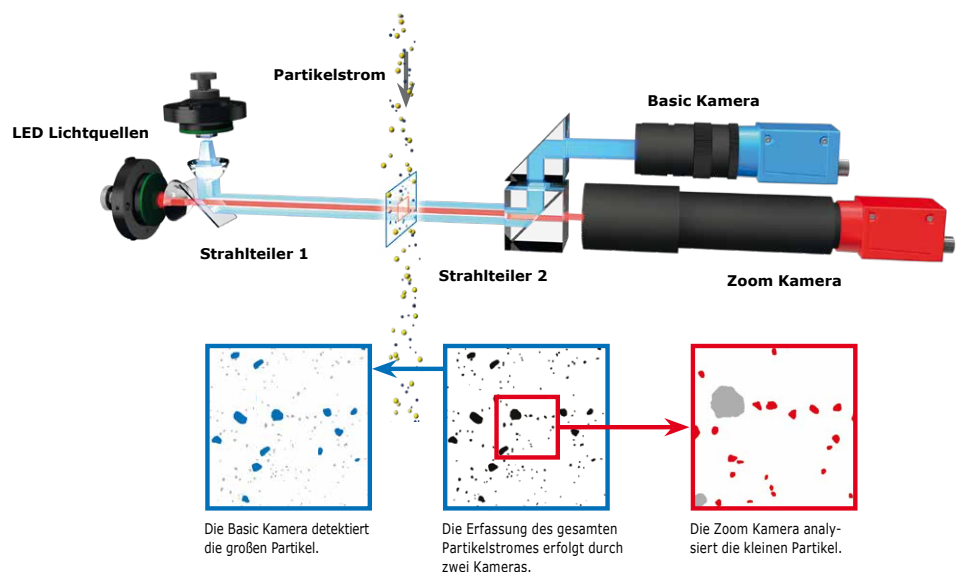 Partikelstrom
Basic Kamera
LED Lichtquellen
Strahlteiler 1
Strahlteiler 2
Zoom Kamera
Die Basic Kamera detektiert
die großen Partikel.
Die Erfassung des gesamten
Partikelstromes erfolgt durch
zwei Kameras.
Die Zoom Kamera analy-
siert die kleinen Partikel.